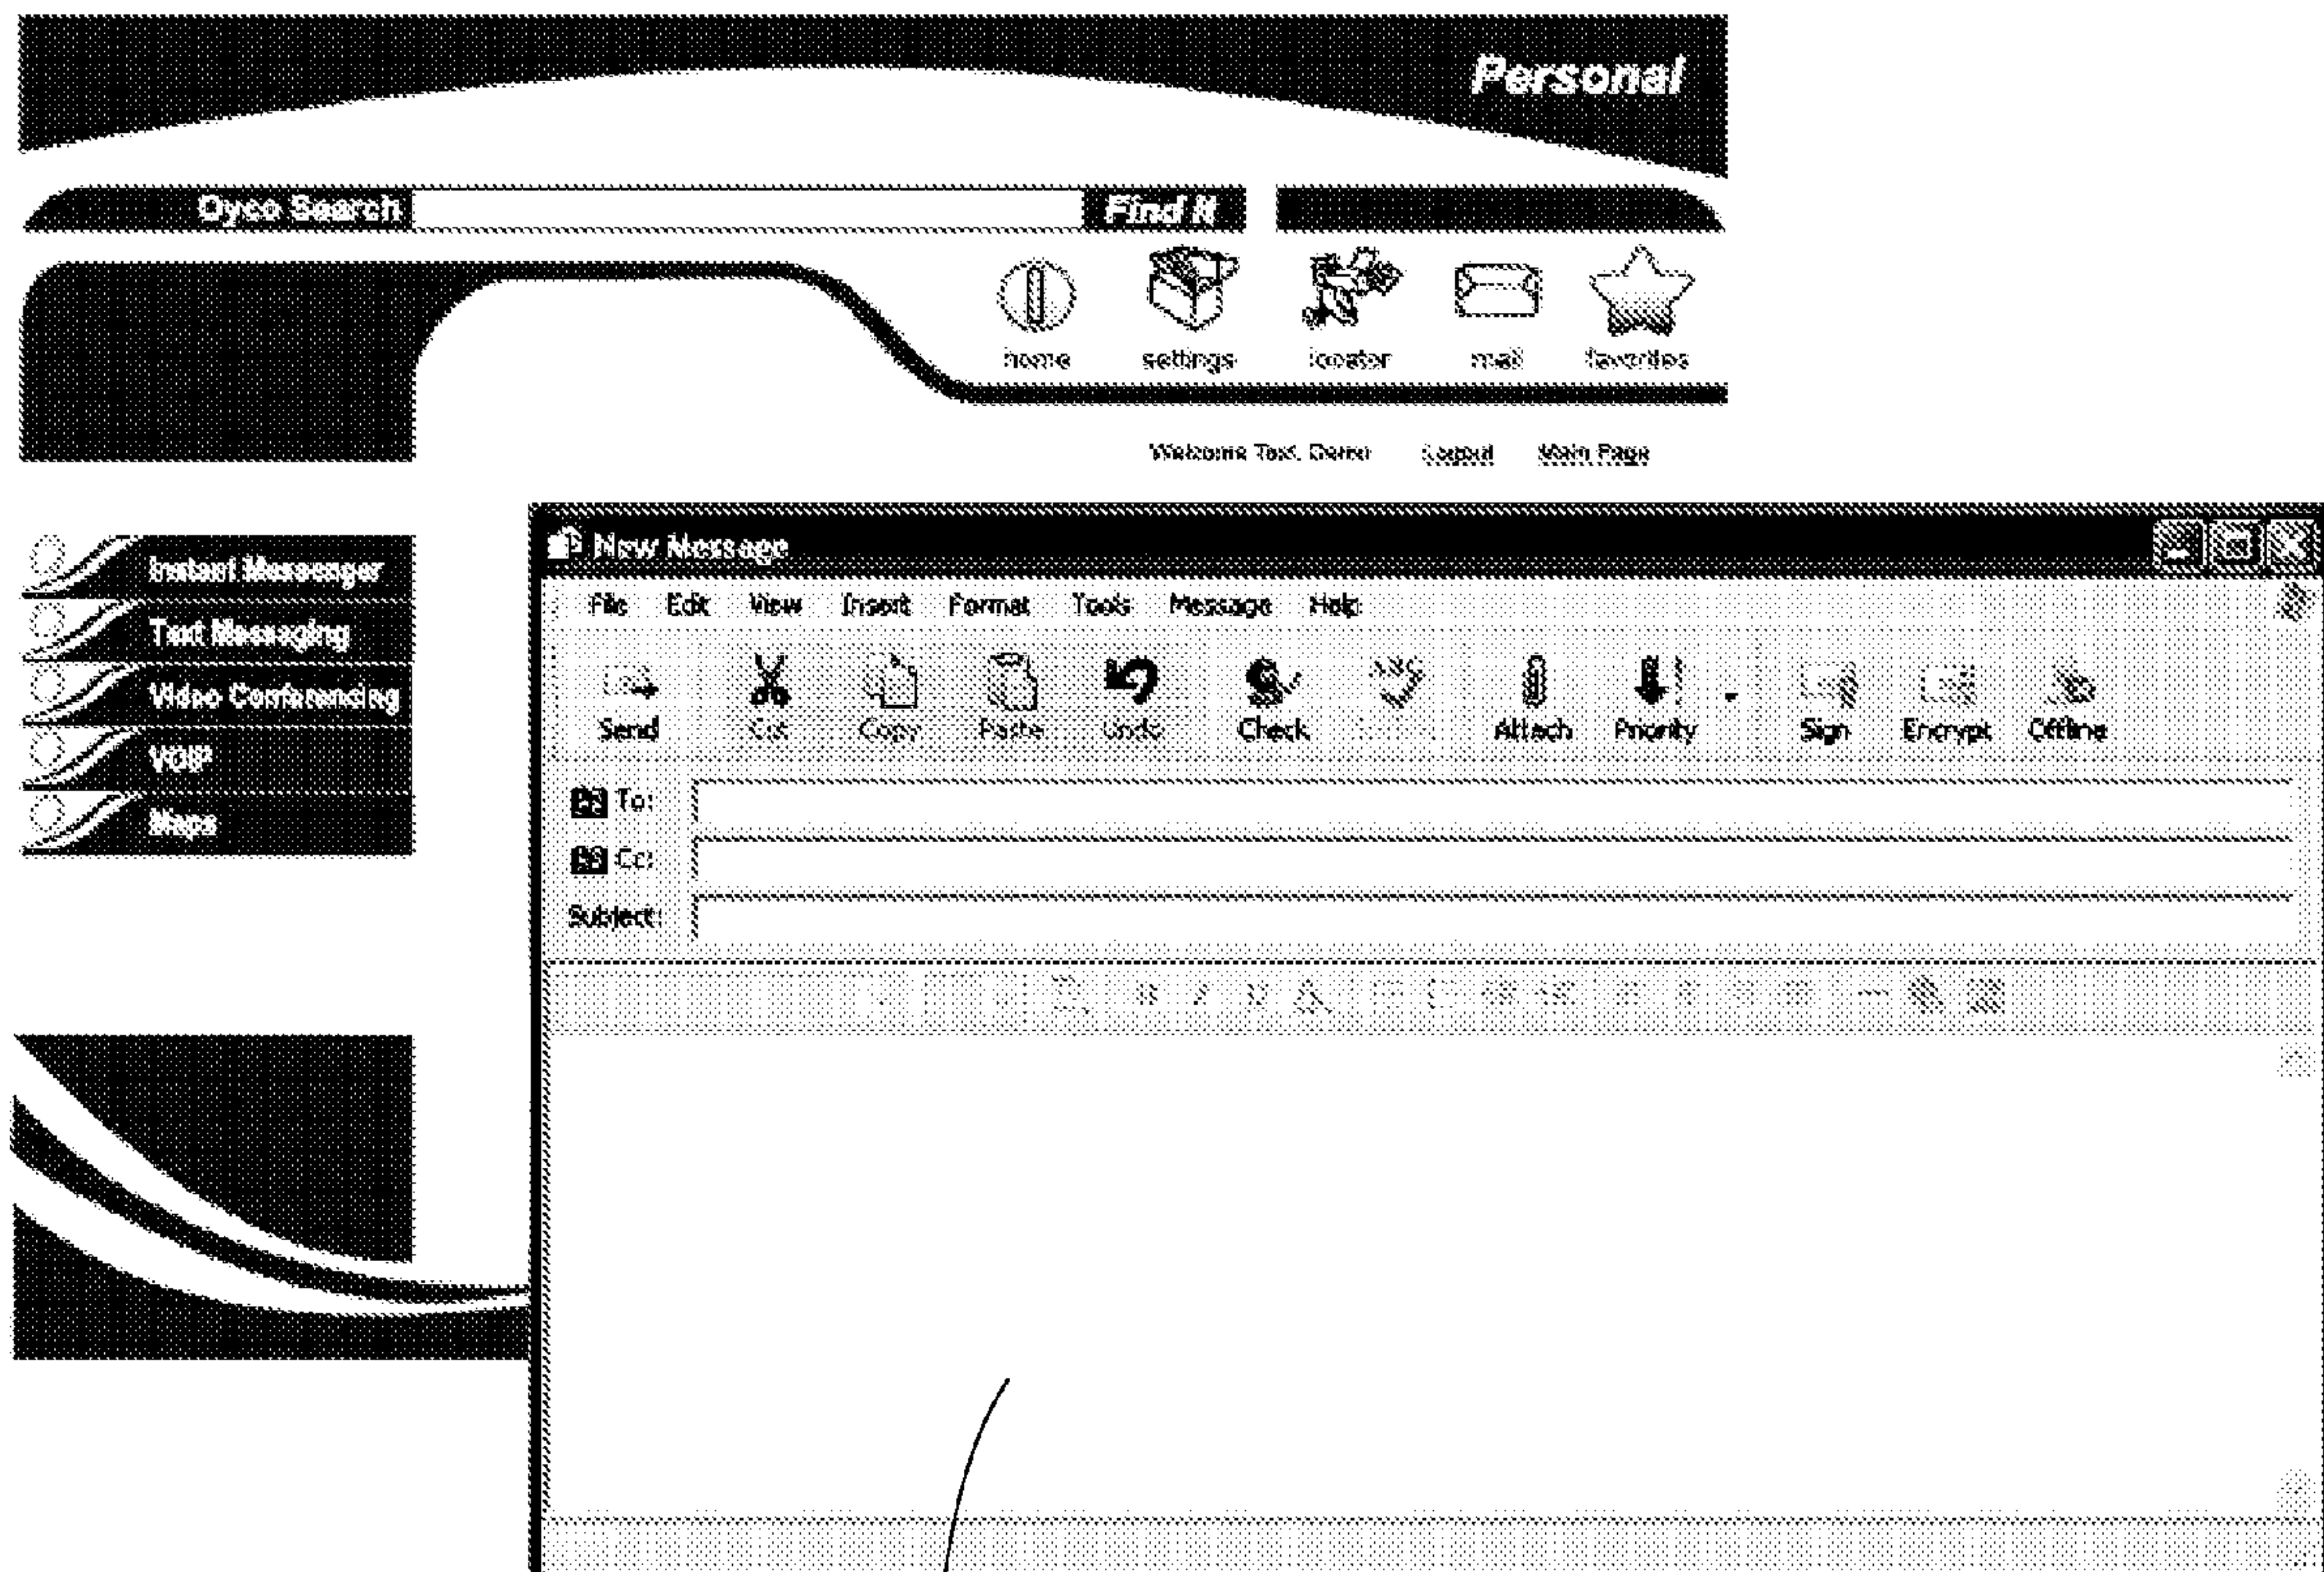 Personal
Oyco Search Find It
home settings locator mail favorites
Welcome Test, Demo Logout Main Page
New Message
Instant Messenger
File Edit View Insert Format Tools Message Help
Text Messaging
Video Conferencing
Send Cut Copy Paste Undo Check Attach Priority Sign Encrypt Offline
VOIP
To:
Maps
Cc:
Subject: